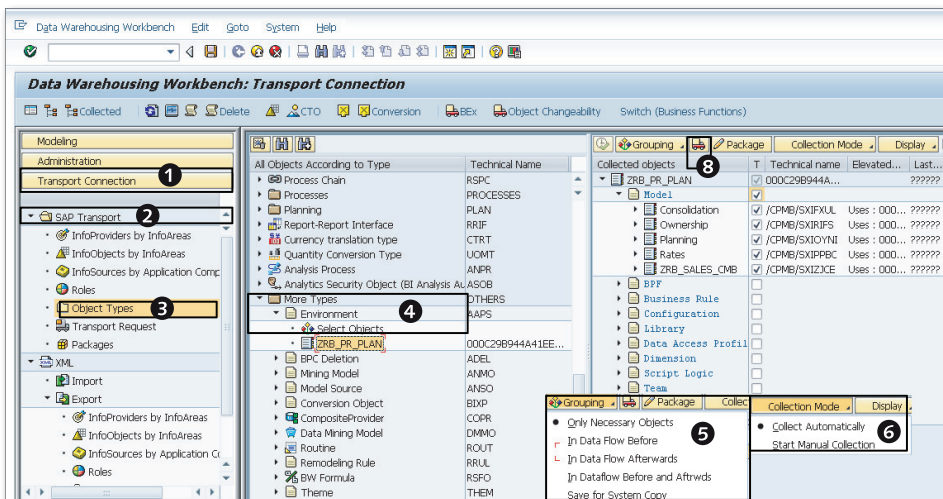 Data Warehousing Workbench Edit Goto System Help
Data Warehousing Workbench: Transport Connection
Collected Delete CTO Conversion BEx Object Changeability Switch (Business Functions)
Modeling
Administration
Transport Connection
1
SAP Transport
2
InfoProviders by InfoAreas
InfoObjects by InfoAreas
InfoSources by Application Comp
Roles
Object Types
3
Transport Request
Packages
XML
Import
Export
InfoProviders by InfoAreas
InfoObjects by InfoAreas
InfoSources by Application Co
Roles
All Objects According to Type Technical Name
Process Chain RSPC
Processes PROCESSES
Planning PLAN
Report-Report Interface RRIF
Currency translation type CTRT
Quantity Conversion Type UOMT
Analysis Process ANPR
Analytics Security Object (BI Analysis Au ASOB
More Types OTHERS
Environment AAPS
4
Select Objects
ZRB_PR_PLAN 000C29B944A41EE...
BPC Deletion ADEL
Mining Model ANMO
Model Source ANSO
Conversion Object BIXP
CompositeProvider COPR
Data Mining Model DMMO
Routine ROUT
Remodeling Rule RRUL
BW Formula RSFO
Theme THEM
Grouping Package Collection Mode Display
8
Collected objects T Technical name Elevated... Last...
ZRB_PR_PLAN 000C29B944A... ??????
Model
Consolidation /CPMB/SXIFXUL Uses : 000... ??????
Ownership /CPMB/SXIRIFS Uses : 000... ??????
Planning /CPMB/SXIOYNI Uses : 000... ??????
Rates /CPMB/SXIPPBC Uses : 000... ??????
ZRB_SALES_CMB /CPMB/SXIZJCE Uses : 000... ??????
BPF
Business Rule
Configuration
Library
Data Access Profil
Dimension
Script Logic
Team
Grouping Package Collec
Only Necessary Objects
5
In Data Flow Before
In Data Flow Afterwards
In Dataflow Before and Aftrwds
Save for System Copy
Collection Mode Display
Collect Automatically
6
Start Manual Collection